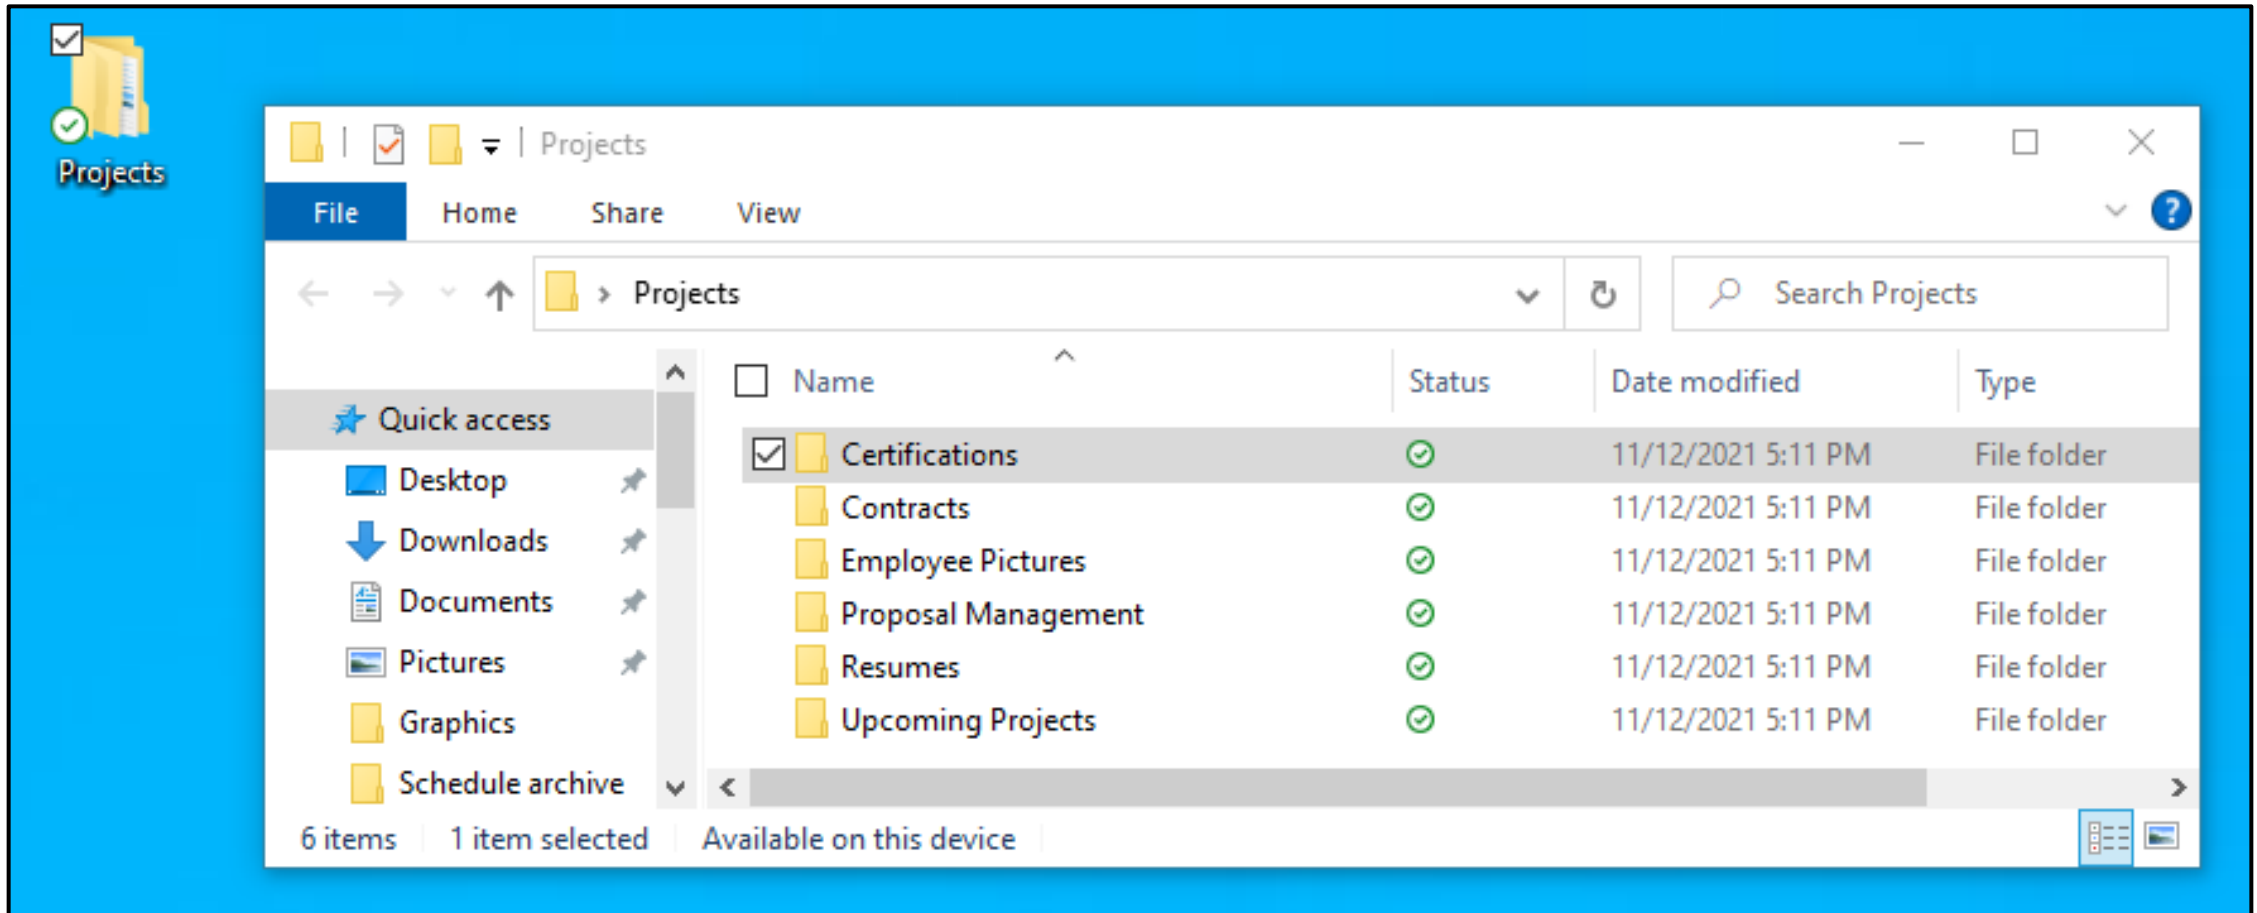 Projects
Projects
File Home Share View
?
Projects
Search Projects
Name Status Date modified Type
Quick access
Desktop
Downloads
Documents
Pictures
Graphics
Schedule archive
Certifications 11/12/2021 5:11 PM File folder
Contracts 11/12/2021 5:11 PM File folder
Employee Pictures 11/12/2021 5:11 PM File folder
Proposal Management 11/12/2021 5:11 PM File folder
Resumes 11/12/2021 5:11 PM File folder
Upcoming Projects 11/12/2021 5:11 PM File folder
6 items 1 item selected Available on this device